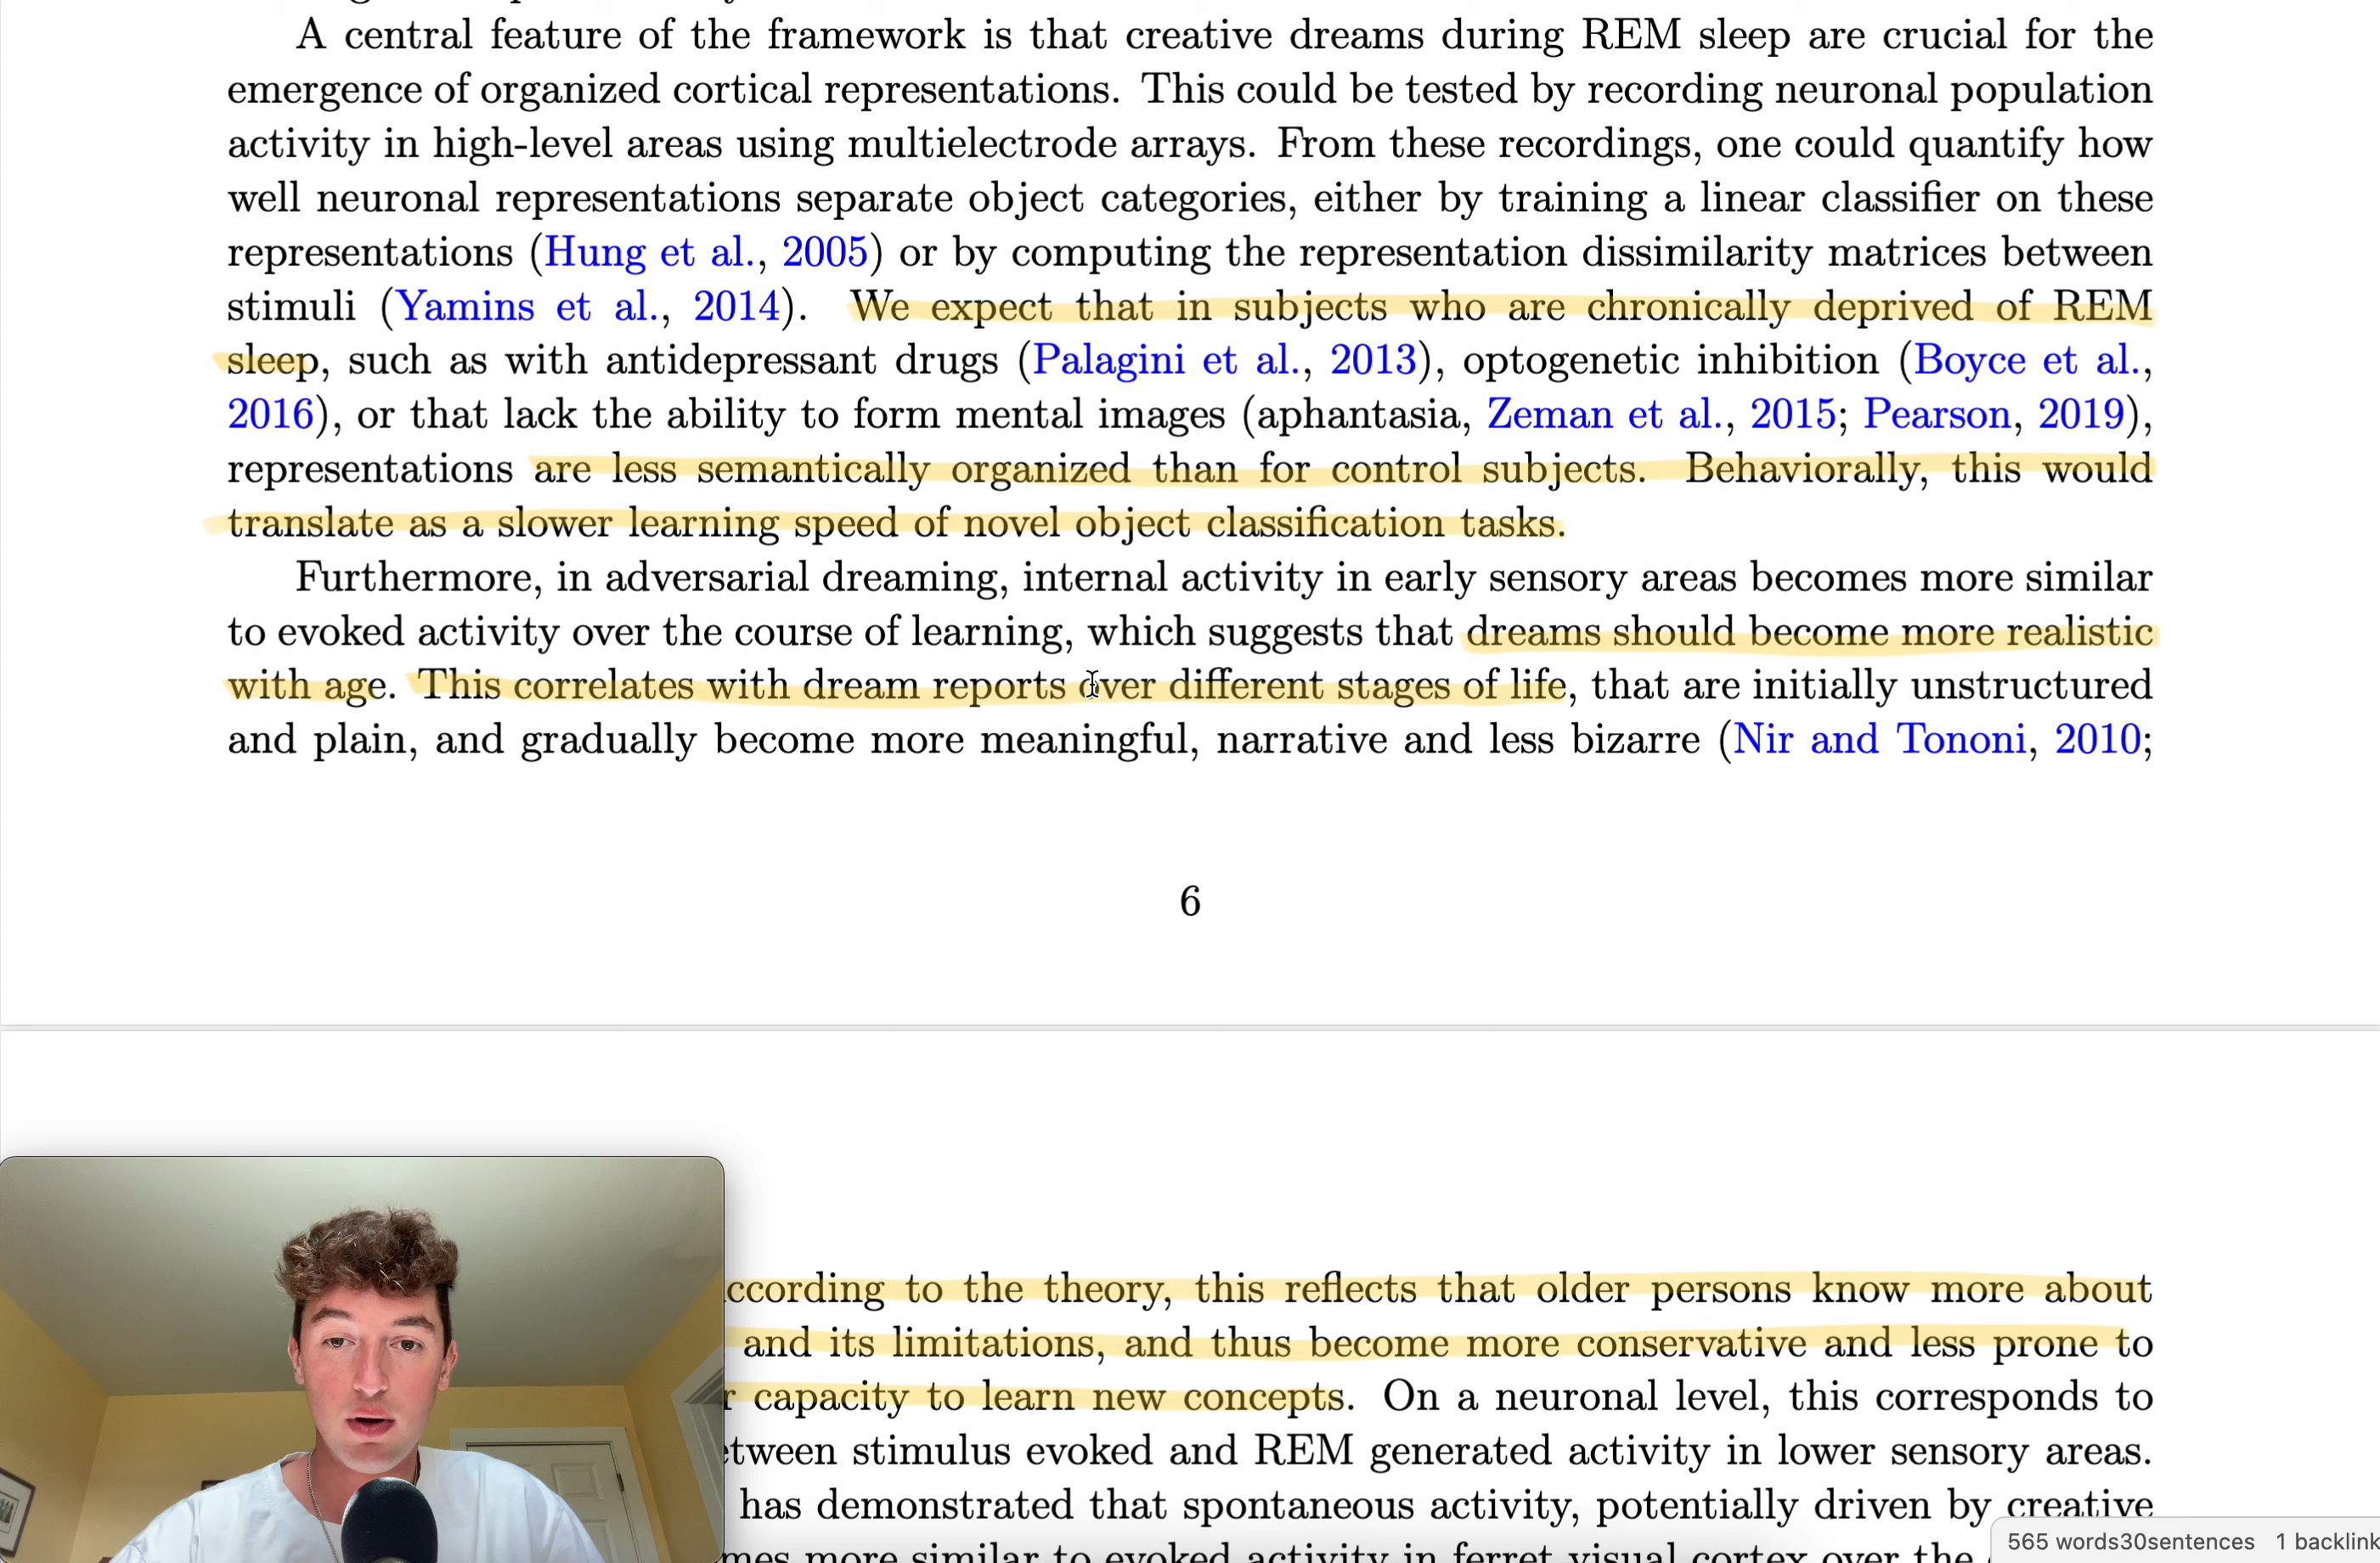 A central feature of the framework is that creative dreams during REM sleep are crucial for the
emergence of organized cortical representations. This could be tested by recording neuronal population
activity in high-level areas using multielectrode arrays. From these recordings, one could quantify how
well neuronal representations separate object categories, either by training a linear classifier on these
representations (Hung et al., 2005) or by computing the representation dissimilarity matrices between
stimuli (Yamins et al., 2014). We expect that in subjects who are chronically deprived of REM
sleep, such as with antidepressant drugs (Palagini et al., 2013), optogenetic inhibition (Boyce et al.,
2016), or that lack the ability to form mental images (aphantasia, Zeman et al., 2015; Pearson, 2019),
representations are less semantically organized than for control subjects. Behaviorally, this would
translate as a slower learning speed of novel object classification tasks.
Furthermore, in adversarial dreaming, internal activity in early sensory areas becomes more similar
to evoked activity over the course of learning, which suggests that dreams should become more realistic
with age. This correlates with dream reports over different stages of life, that are initially unstructured
and plain, and gradually become more meaningful, narrative and less bizarre (Nir and Tononi, 2010;
6
ccording to the theory, this reflects that older persons know more about
and its limitations, and thus become more conservative and less prone to
r capacity to learn new concepts. On a neuronal level, this corresponds to
tween stimulus evoked and REM generated activity in lower sensory areas.
has demonstrated that spontaneous activity, potentially driven by creative
mes more similar to evoked activity in ferret visual cortex over the
565 words30sentences 1 backlink